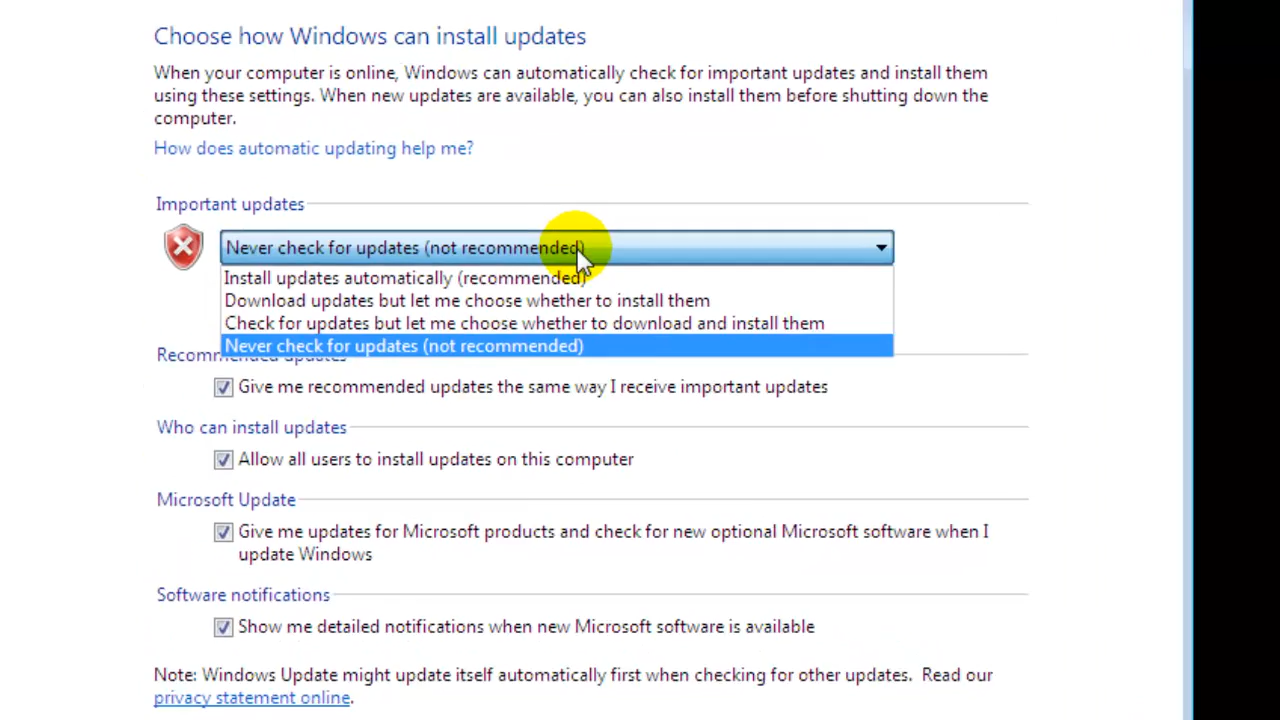 Choose how Windows can install updates
When your computer is online, Windows can automatically check for important updates and install them
using these settings. When new updates are available, you can also install them before shutting down the
computer.
How does automatic updating help me?
Important updates
Never check for updates (not recommended)
Install updates automatically (recommended)
Download updates but let me choose whether to install them
Check for updates but let me choose whether to download and install them
Never check for updates (not recommended)
Recommended updates
Give me recommended updates the same way I receive important updates
Who can install updates
Allow all users to install updates on this computer
Microsoft Update
Give me updates for Microsoft products and check for new optional Microsoft software when I
update Windows
Software notifications
Show me detailed notifications when new Microsoft software is available
Note: Windows Update might update itself automatically first when checking for other updates. Read our
privacy statement online.